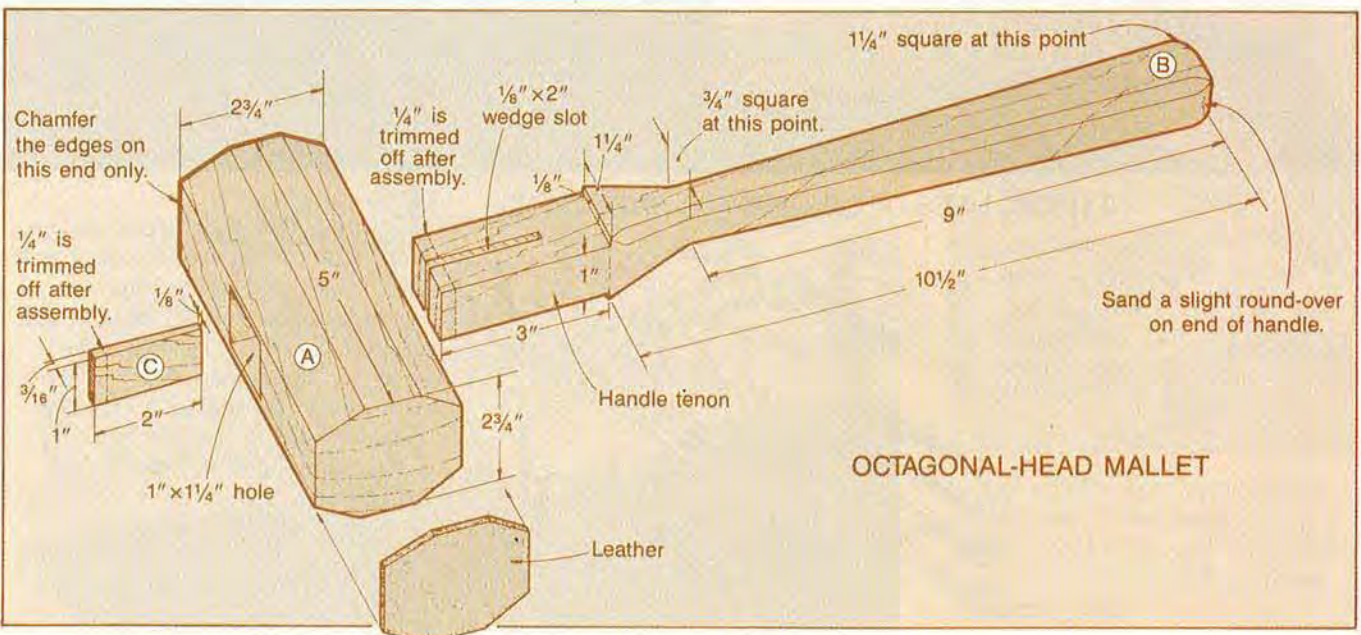 Chamfer
the edges on
this end only.
2¾"
¼" is
trimmed
off after
assembly.
⅛"
3/16"
1"
2"
C
1"×1¼" hole
5"
A
2¾"
Leather
¼" is
trimmed
off after
assembly.
⅛"×2"
wedge slot
1¼"
⅛"
1"
3"
Handle tenon
¾" square
at this point.
1¼" square at this point
B
9"
10½"
Sand a slight round-over
on end of handle.
OCTAGONAL-HEAD MALLET